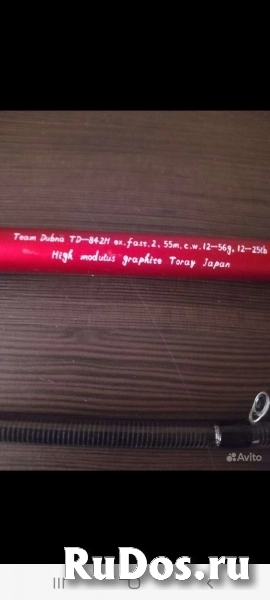 Team Dubna TD-842H ex.fast.2, 55m.c.w.12-56g, 12-25lb
High modulus graphite Toray Japan
Avito
RuDos.ru